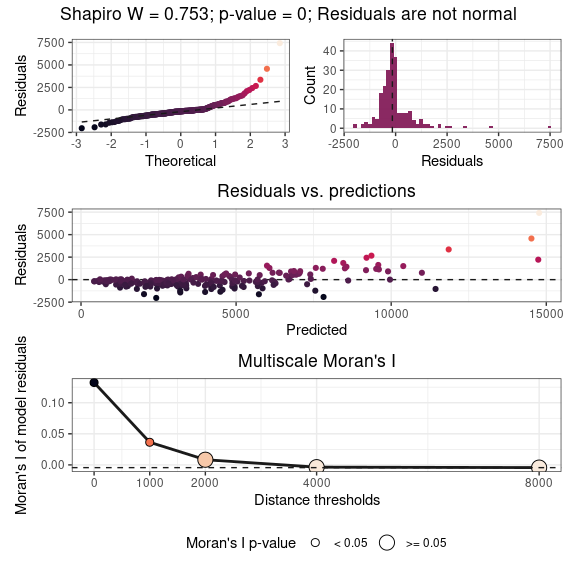 Shapiro W = 0.753; p-value = 0; Residuals are not normal
Residuals
7500
5000
2500
0
-2500
-3 -2 -1 0 1 2 3
Theoretical
Count
40
30
20
10
0
-2500 0 2500 5000 7500
Residuals
Residuals vs. predictions
Residuals
7500
5000
2500
0
-2500
0 5000 10000 15000
Predicted
Multiscale Moran's I
Moran's I of model residuals
0.10
0.05
0.00
0 1000 2000 4000 8000
Distance thresholds
Moran's I p-value < 0.05 >= 0.05